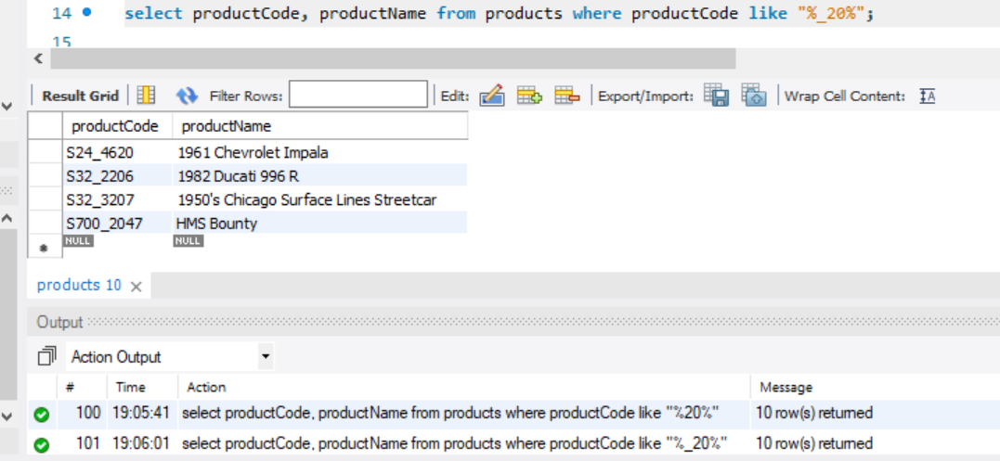 14 select productCode, productName from products where productCode like "%_20%";
15
Result Grid Filter Rows: Edit: Export/Import: Wrap Cell Content: IA
productCode productName
S24_4620 1961 Chevrolet Impala
S32_2206 1982 Ducati 996 R
S32_3207 1950's Chicago Surface Lines Streetcar
S700_2047 HMS Bounty
NULL NULL
products 10
Output
Action Output
# Time Action Message
100 19:05:41 select productCode, productName from products where productCode like "%20%" 10 row(s) returned
101 19:06:01 select productCode, productName from products where productCode like "%_20%" 10 row(s) returned